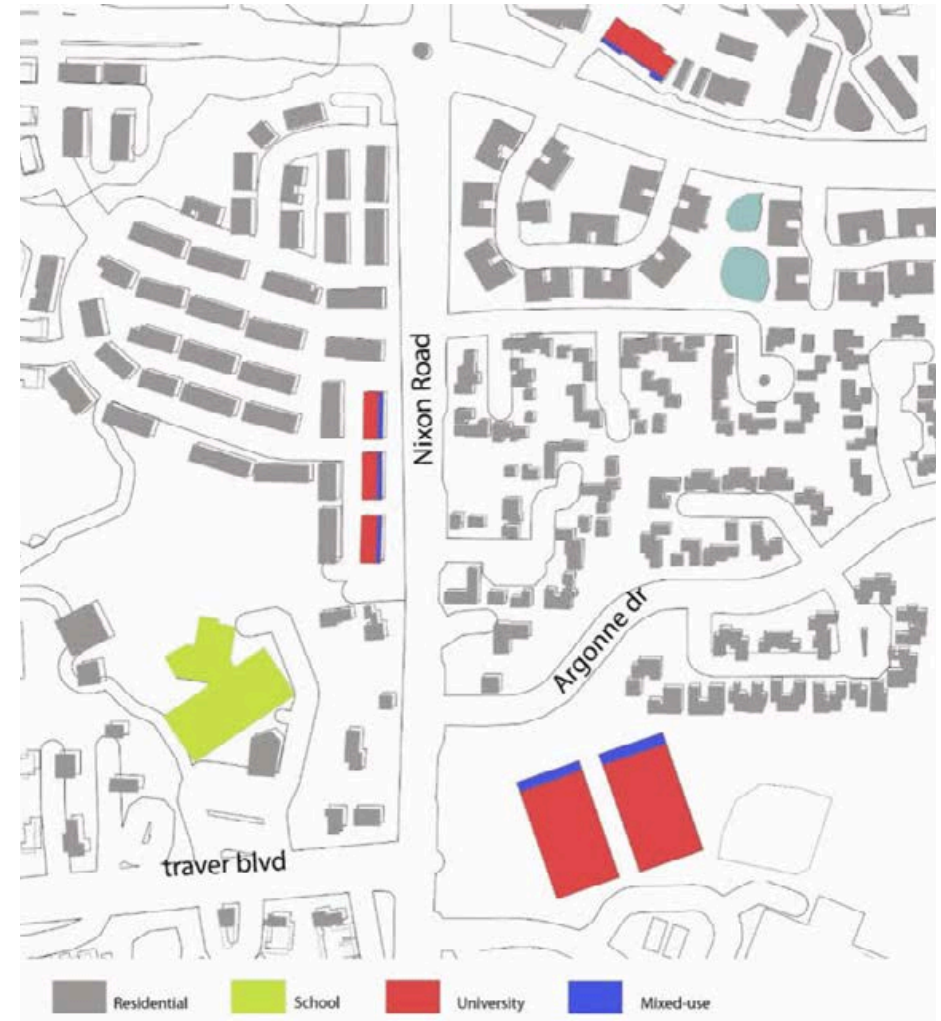 Nixon Road
Argonne dr
traver blvd
Residential
School
University
Mixed-use